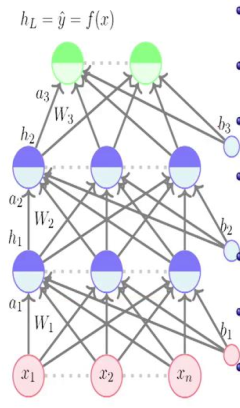 h_L = ŷ = f(x)
a_3
W_3
b_3
h_2
a_2
W_2
b_2
h_1
a_1
W_1
b_1
x_1 x_2 x_n